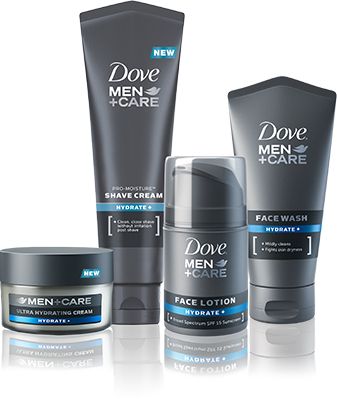 NEW
Dove
MEN
+CARE
PRO-MOISTURE™
SHAVE CREAM
HYDRATE+
• Clean, close shave
without irritation
post shave
Dove
MEN
+CARE
FACE WASH
HYDRATE+
• Mildly cleans
• Fights skin dryness
Dove
MEN
+CARE
FACE LOTION
HYDRATE+
• Broad Spectrum SPF 15 Sunscreen
NEW
MEN+CARE
ULTRA HYDRATING CREAM
HYDRATE+